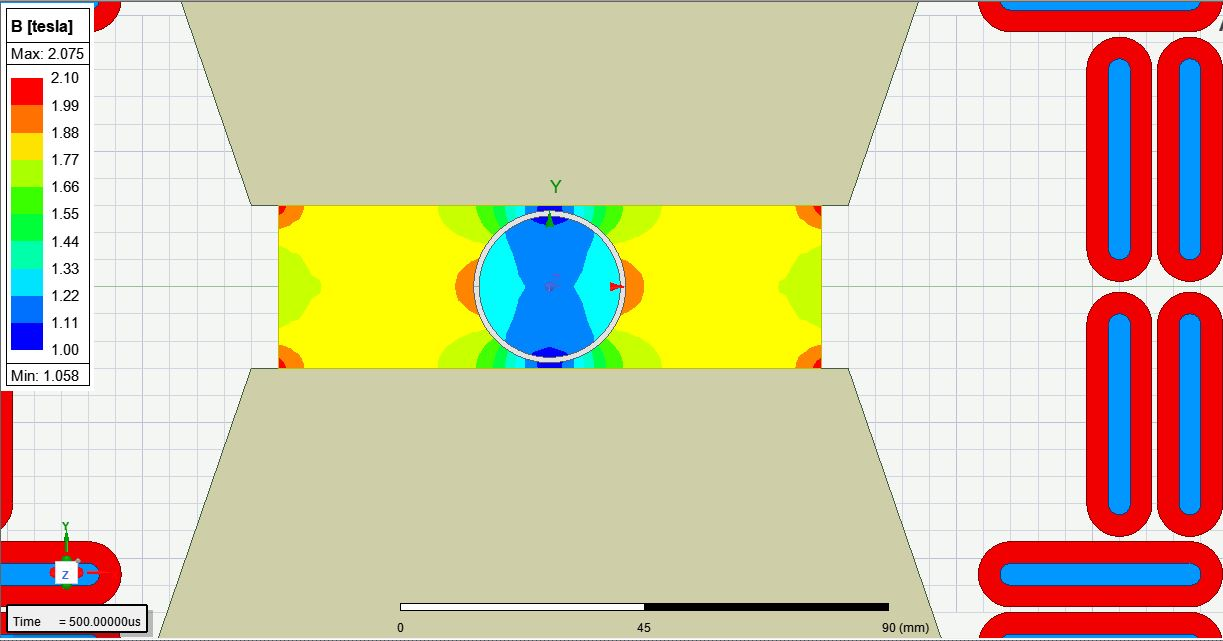 B [tesla]
Max: 2.075
2.10
1.99
1.88
1.77
1.66
1.55
1.44
1.33
1.22
1.11
1.00
Min: 1.058
Y
Y
Z
Time = 500.00000us
0 45 90 (mm)